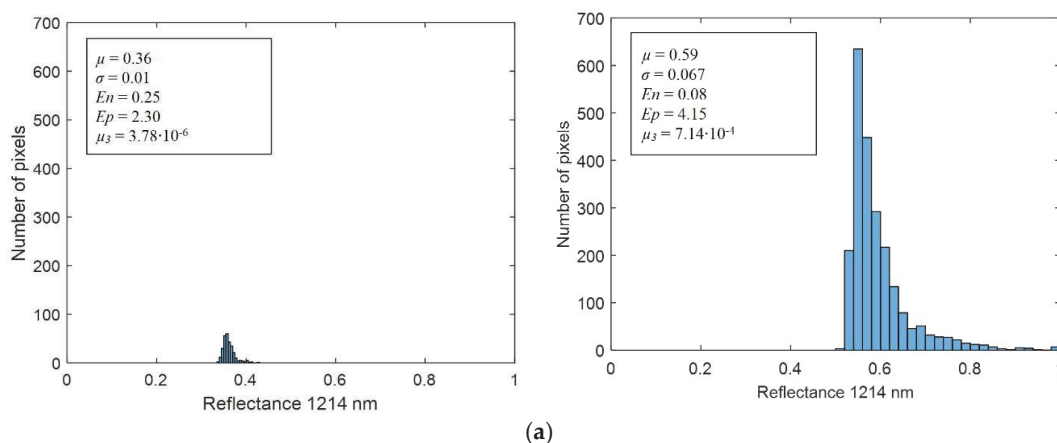 700
600
500
400
300
200
100
0
Number of pixels
μ = 0.36
σ = 0.01
En = 0.25
Ep = 2.30
μ₃ = 3.78·10⁻⁶
0 0.2 0.4 0.6 0.8 1
Reflectance 1214 nm
700
600
500
400
300
200
100
0
Number of pixels
μ = 0.59
σ = 0.067
En = 0.08
Ep = 4.15
μ₃ = 7.14·10⁻⁴
0 0.2 0.4 0.6 0.8
Reflectance 1214 nm
(a)